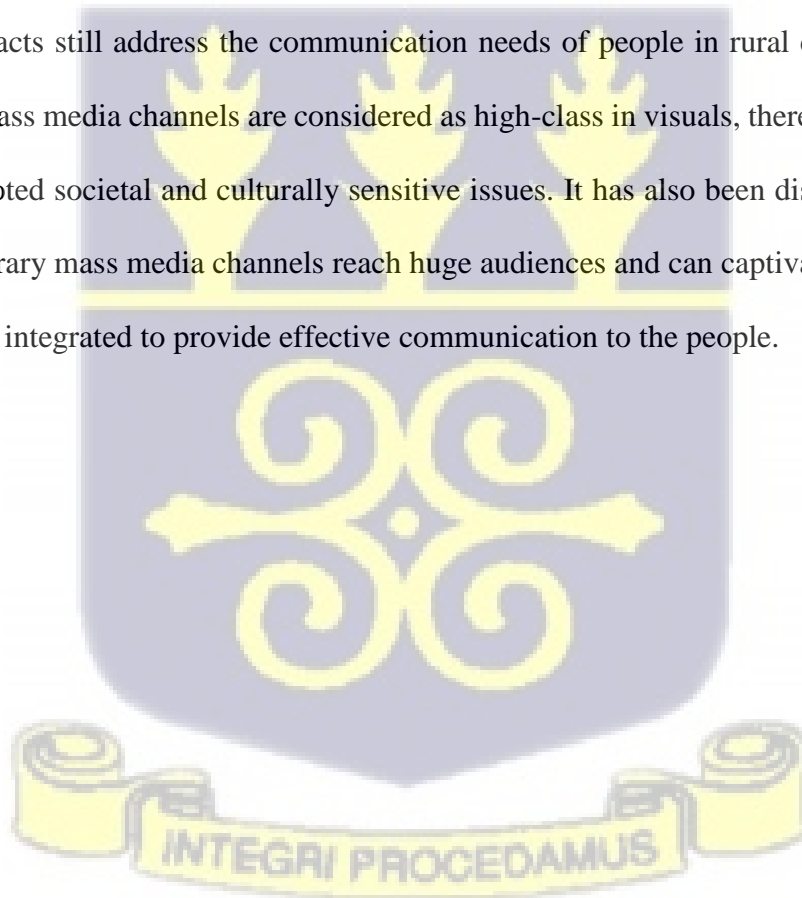 acts still address the communication needs of people in rural
ass media channels are considered as high-class in visuals, there
pted societal and culturally sensitive issues. It has also been dis
rary mass media channels reach huge audiences and can captiva
integrated to provide effective communication to the people.
INTEGRI PROCEDAMUS